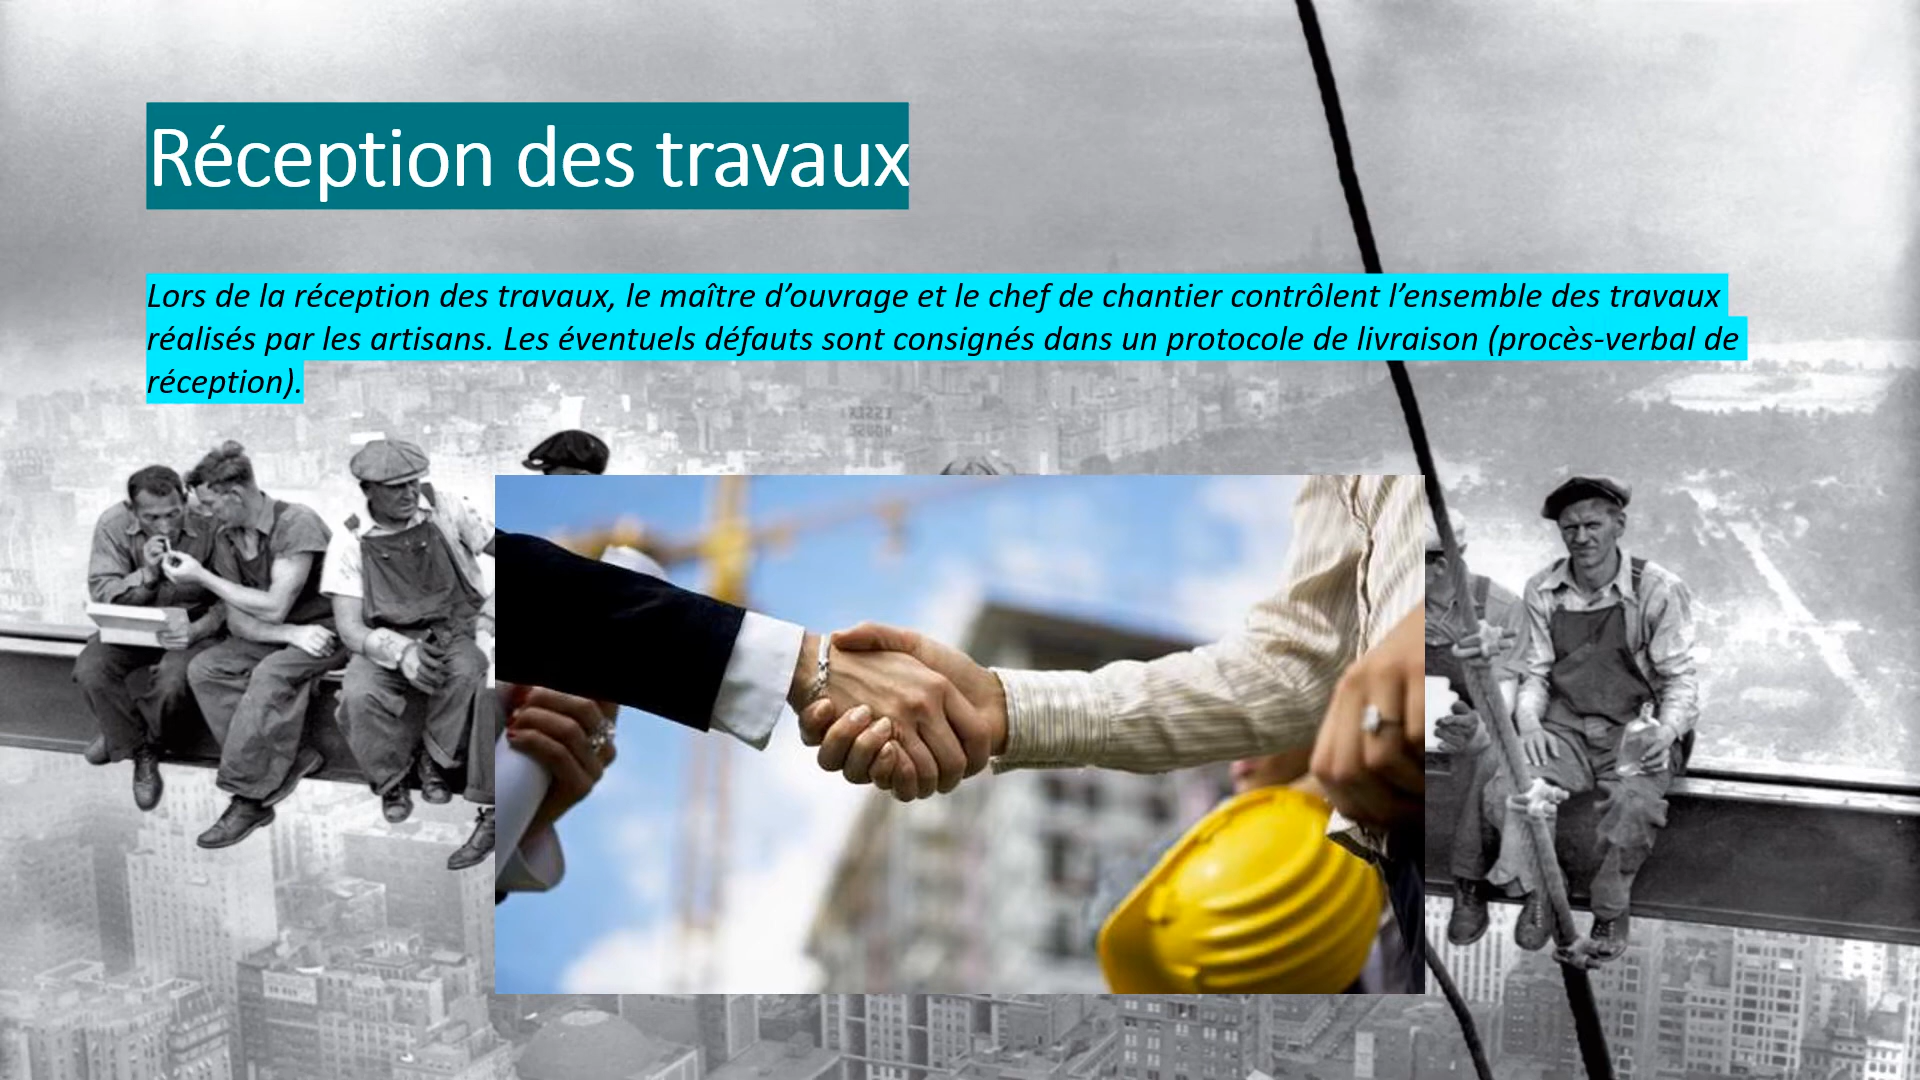 Réception des travaux
Lors de la réception des travaux, le maître d’ouvrage et le chef de chantier contrôlent l’ensemble des travaux
réalisés par les artisans. Les éventuels défauts sont consignés dans un protocole de livraison (procès-verbal de
réception).
ESSEX
HOUSE